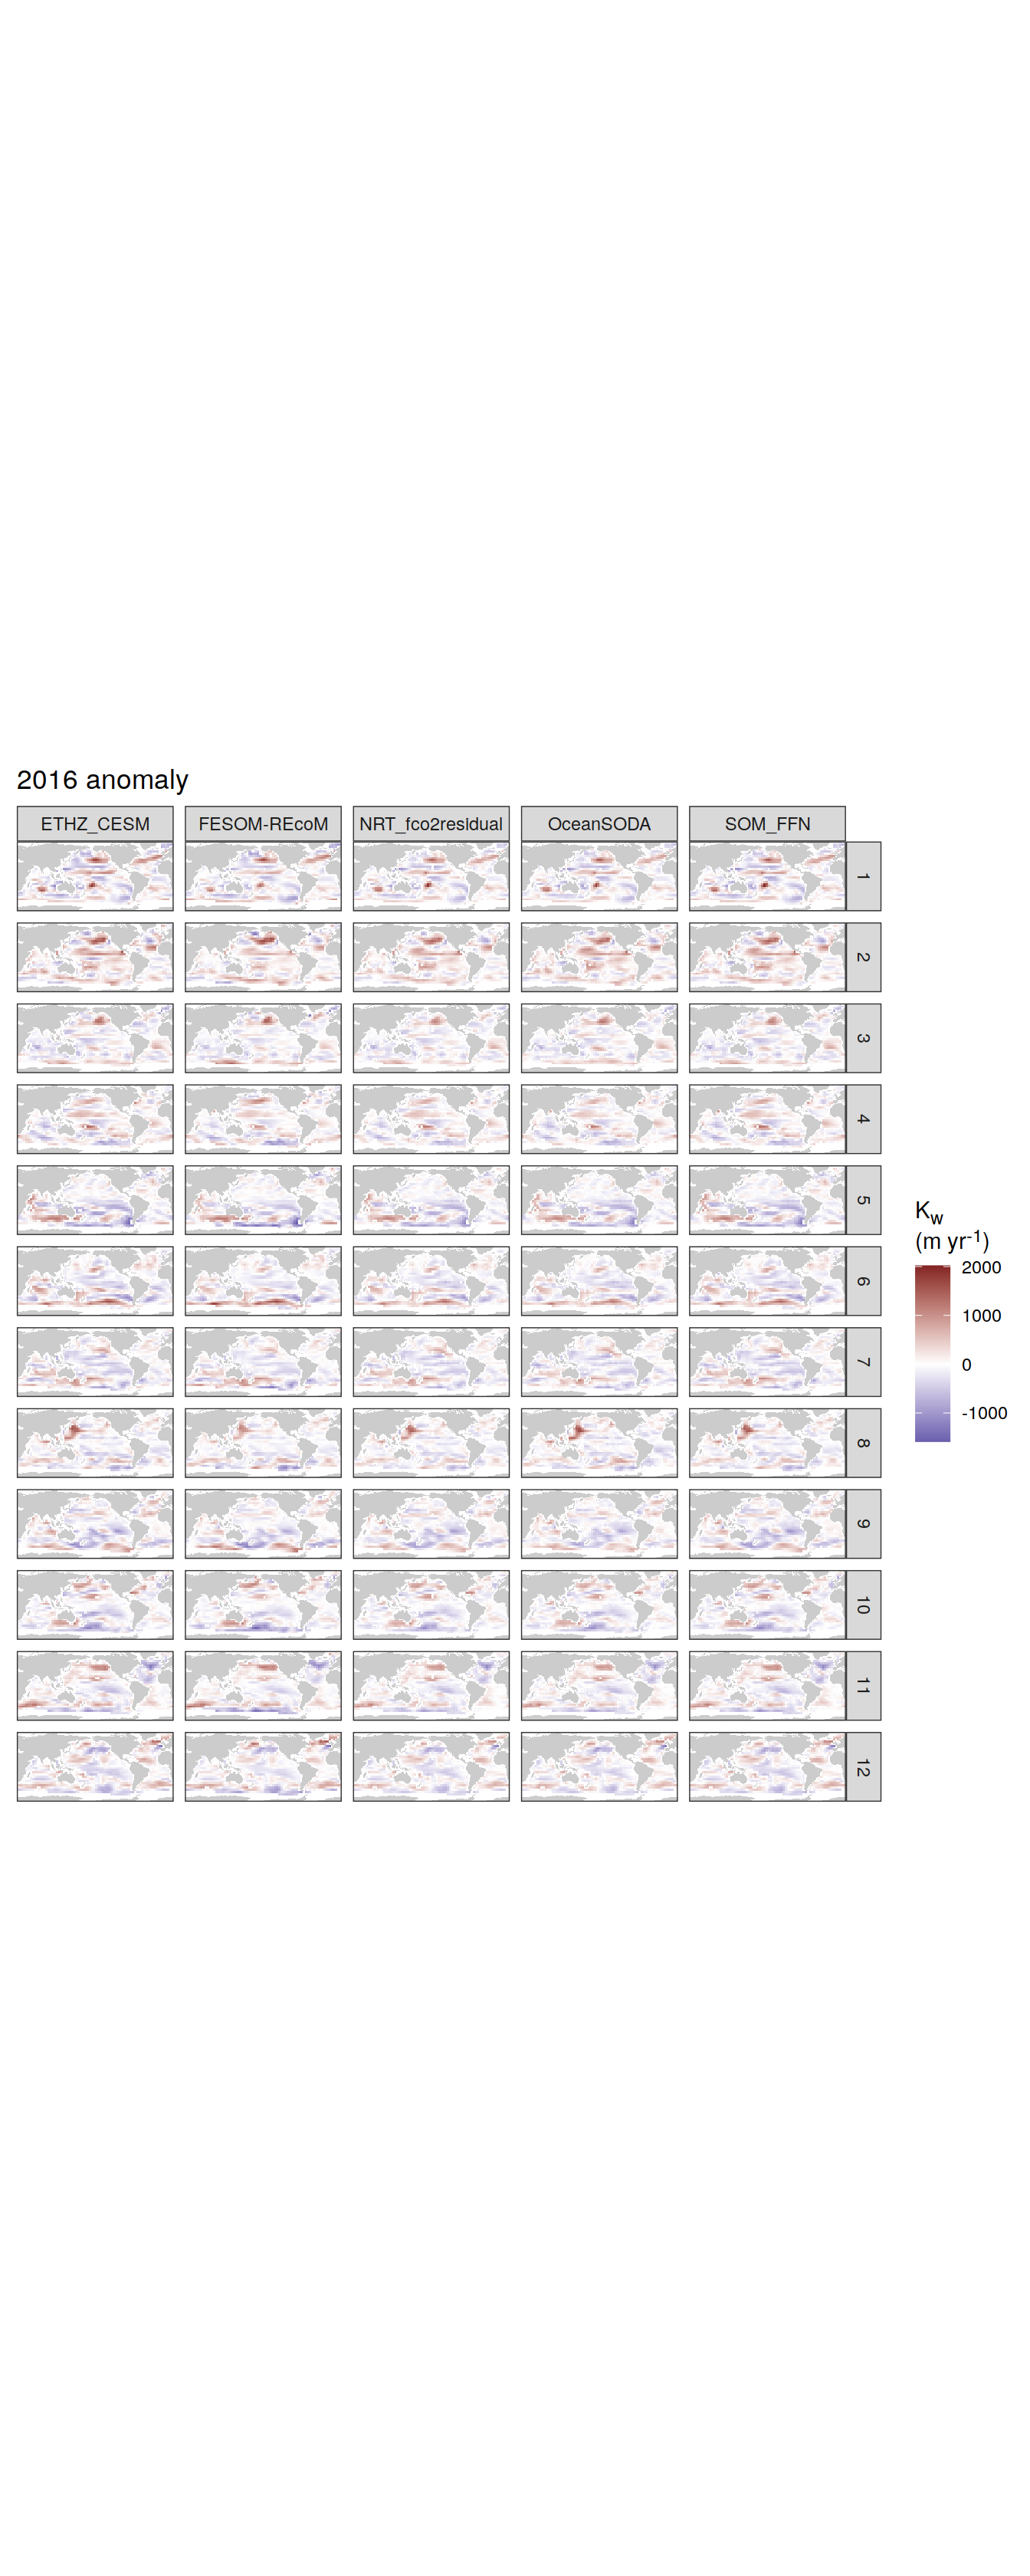 2016 anomaly
ETHZ_CESM
FESOM-REcoM
NRT_fco2residual
OceanSODA
SOM_FFN
1
2
3
4
5
6
7
8
9
10
11
12
Kw
(m yr-1)
2000
1000
0
-1000